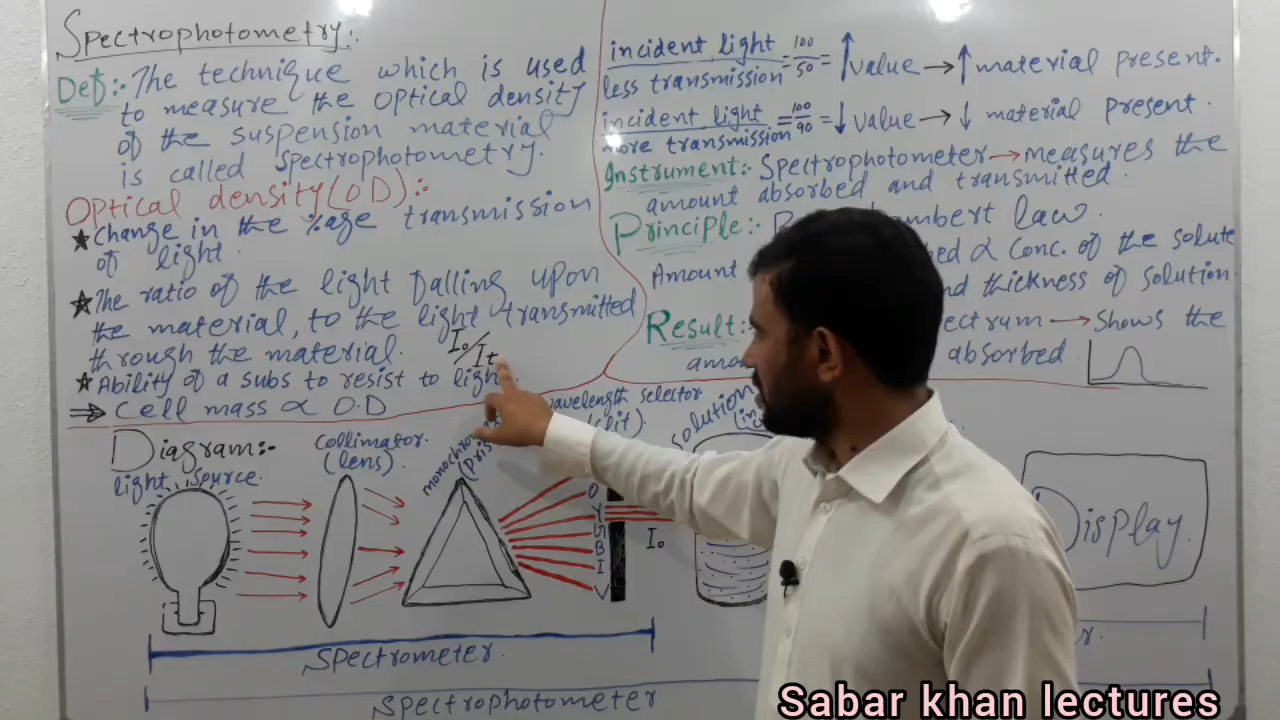 Spectrophotometry:.
Def:- The technique which is used
to measure the optical density
of the suspension material
is called spectrophotometry.
Optical density (OD):-
★ Change in the %age transmission
of light.
★ The ratio of the light falling upon
the material, to the light transmitted
through the material. I₀/It
★ Ability of a subs to resist to light.
⇒ Cell mass ∝ O.D
incident light / less transmission = 100/50 = ↑ value → ↑ material present.
incident light / more transmission = 100/90 = ↓ value → ↓ material present.
Instrument:- Spectrophotometer → measures the
amount absorbed and transmitted.
Principle:- Lambert law.
Amount ∝ conc. of the solute
and thickness of solution.
Result:- → Shows the
absorbed.
Diagram:-
light source
Collimator.
(lens).
wavelength selector
(slit).
solution
O
Y
G
B
I
V
I₀
Display
Spectrometer.
Spectrophotometer
Sabar khan lectures